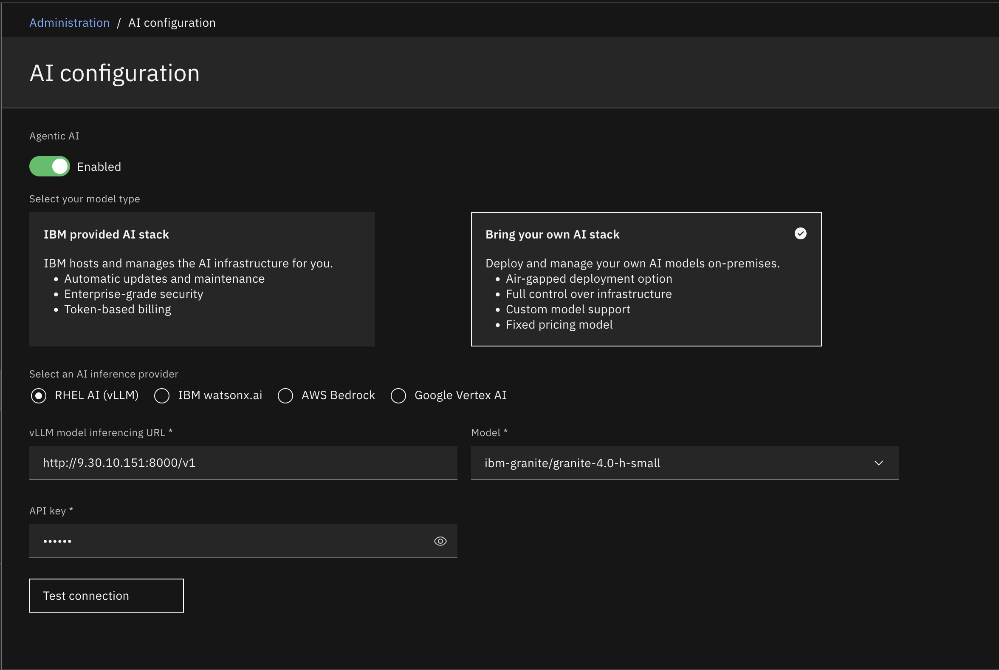 Administration / AI configuration
AI configuration
Agentic AI
Enabled
Select your model type
IBM provided AI stack
IBM hosts and manages the AI infrastructure for you.
• Automatic updates and maintenance
• Enterprise-grade security
• Token-based billing
Bring your own AI stack
Deploy and manage your own AI models on-premises.
• Air-gapped deployment option
• Full control over infrastructure
• Custom model support
• Fixed pricing model
Select an AI inference provider
RHEL AI (vLLM) IBM watsonx.ai AWS Bedrock Google Vertex AI
vLLM model inferencing URL *
http://9.30.10.151:8000/v1
Model *
ibm-granite/granite-4.0-h-small
API key *
••••••
Test connection